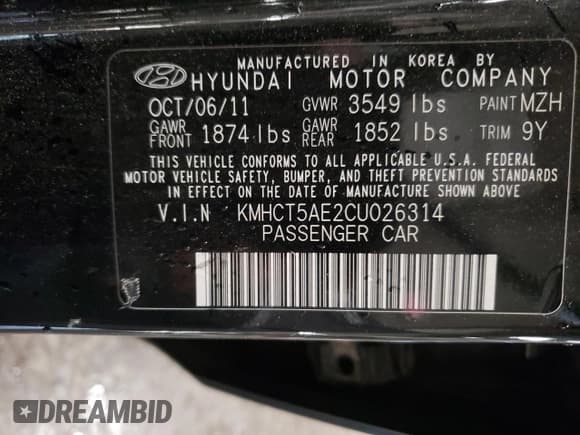 MANUFACTURED IN KOREA BY
HYUNDAI MOTOR COMPANY
OCT/06/11 GVWR 3549 lbs PAINT MZH
GAWR FRONT 1874 lbs GAWR REAR 1852 lbs TRIM 9Y
THIS VEHICLE CONFORMS TO ALL APPLICABLE U.S.A. FEDERAL
MOTOR VEHICLE SAFETY, BUMPER, AND THEFT PREVENTION STANDARDS
IN EFFECT ON THE DATE OF MANUFACTURE SHOWN ABOVE
V.I.N KMHCT5AE2CU026314
PASSENGER CAR
DREAMBID